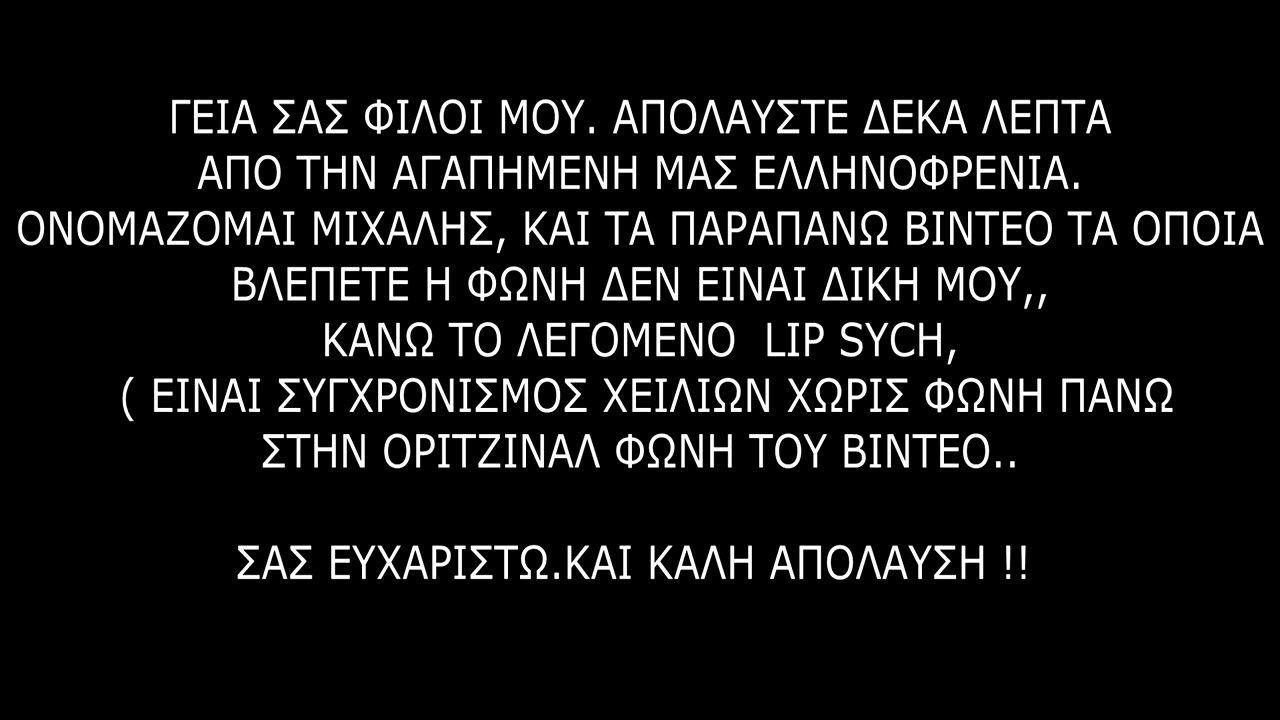 ΓΕΙΑ ΣΑΣ ΦΙΛΟΙ ΜΟΥ. ΑΠΟΛΑΥΣΤΕ ΔΕΚΑ ΛΕΠΤΑ
ΑΠΟ ΤΗΝ ΑΓΑΠΗΜΕΝΗ ΜΑΣ ΕΛΛΗΝΟΦΡΕΝΙΑ.
ΟΝΟΜΑΖΟΜΑΙ ΜΙΧΑΛΗΣ, ΚΑΙ ΤΑ ΠΑΡΑΠΑΝΩ ΒΙΝΤΕΟ ΤΑ ΟΠΟΙΑ
ΒΛΕΠΕΤΕ Η ΦΩΝΗ ΔΕΝ ΕΙΝΑΙ ΔΙΚΗ ΜΟΥ,,
ΚΑΝΩ ΤΟ ΛΕΓΟΜΕΝΟ  LIP SYCH,
( ΕΙΝΑΙ ΣΥΓΧΡΟΝΙΣΜΟΣ ΧΕΙΛΙΩΝ ΧΩΡΙΣ ΦΩΝΗ ΠΑΝΩ
ΣΤΗΝ ΟΡΙΤΖΙΝΑΛ ΦΩΝΗ ΤΟΥ ΒΙΝΤΕΟ..
ΣΑΣ ΕΥΧΑΡΙΣΤΩ.ΚΑΙ ΚΑΛΗ ΑΠΟΛΑΥΣΗ !!